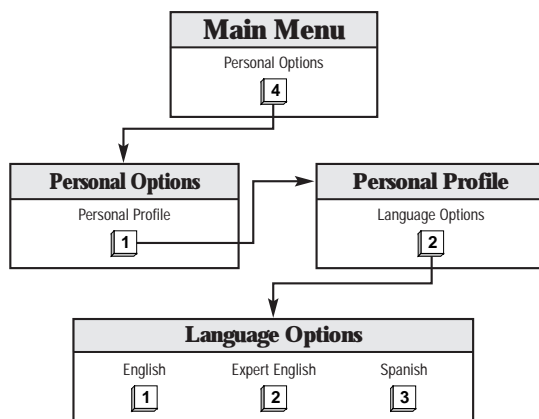 Main Menu
Personal Options
4
Personal Options
Personal Profile
1
Personal Profile
Language Options
2
Language Options
English Expert English Spanish
1 2 3